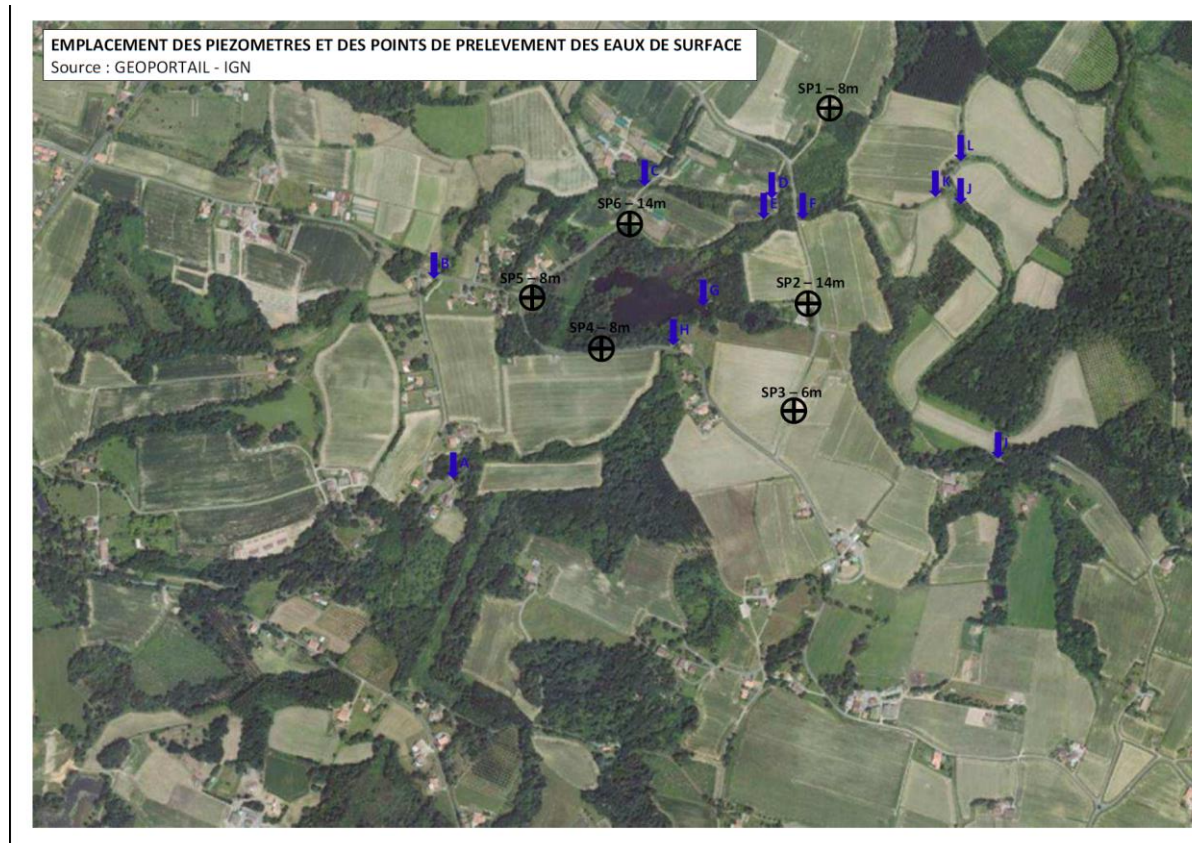 EMPLACEMENT DES PIEZOMETRES ET DES POINTS DE PRELEVEMENT DES EAUX DE SURFACE
Source : GEOPORTAIL - IGN
SP1 – 8m
L
C
D
K
J
E
F
SP6 – 14m
B
SP5 – 8m
SP2 – 14m
G
SP4 – 8m
H
SP3 – 6m
I
A